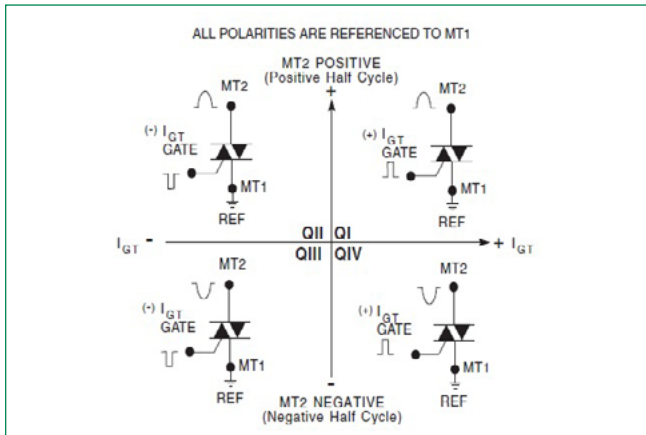 ALL POLARITIES ARE REFERENCED TO MT1
MT2 POSITIVE
(Positive Half Cycle)
+
MT2
(-) IGT
GATE
MT1
REF
MT2
(+) IGT
GATE
MT1
REF
IGT -
QII QI
QIII QIV
+ IGT
MT2
(-) IGT
GATE
MT1
REF
MT2
(+) IGT
GATE
MT1
REF
-
MT2 NEGATIVE
(Negative Half Cycle)